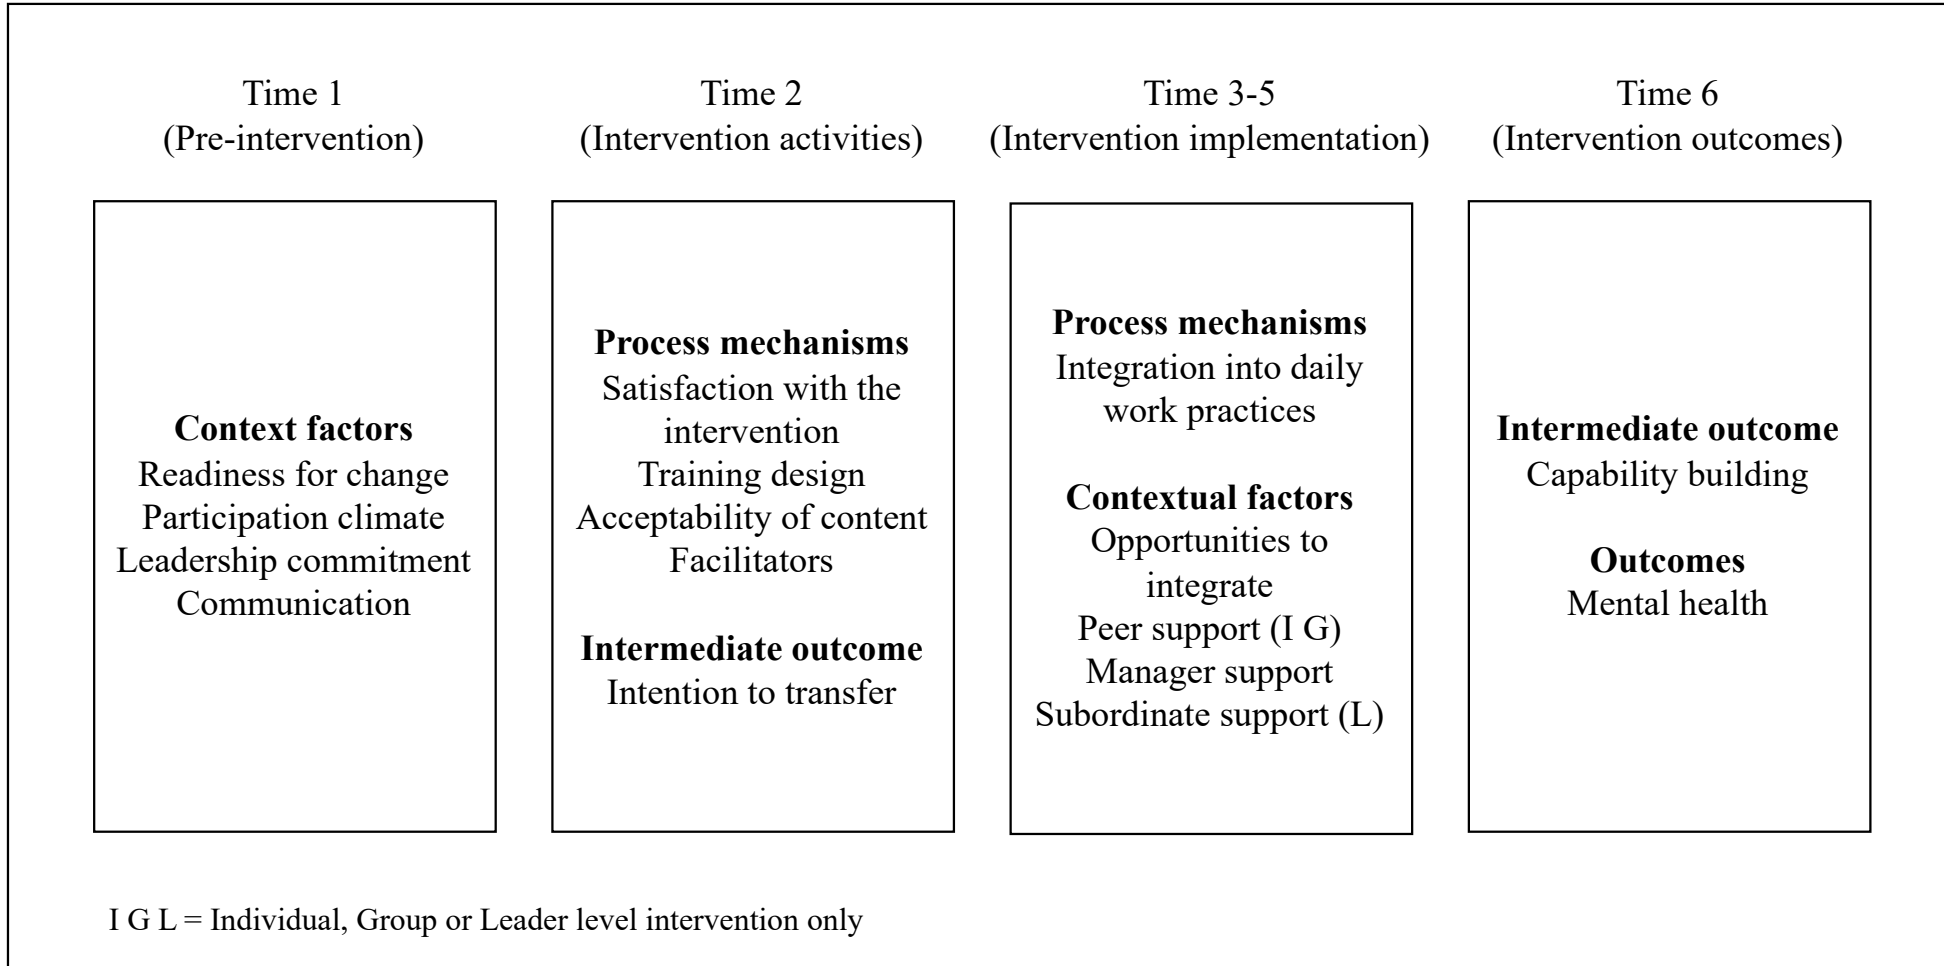 Time 1
(Pre-intervention)
Time 2
(Intervention activities)
Time 3-5
(Intervention implementation)
Time 6
(Intervention outcomes)
Context factors
Readiness for change
Participation climate
Leadership commitment
Communication
Process mechanisms
Satisfaction with the
intervention
Training design
Acceptability of content
Facilitators
Intermediate outcome
Intention to transfer
Process mechanisms
Integration into daily
work practices
Contextual factors
Opportunities to
integrate
Peer support (I G)
Manager support
Subordinate support (L)
Intermediate outcome
Capability building
Outcomes
Mental health
I G L = Individual, Group or Leader level intervention only